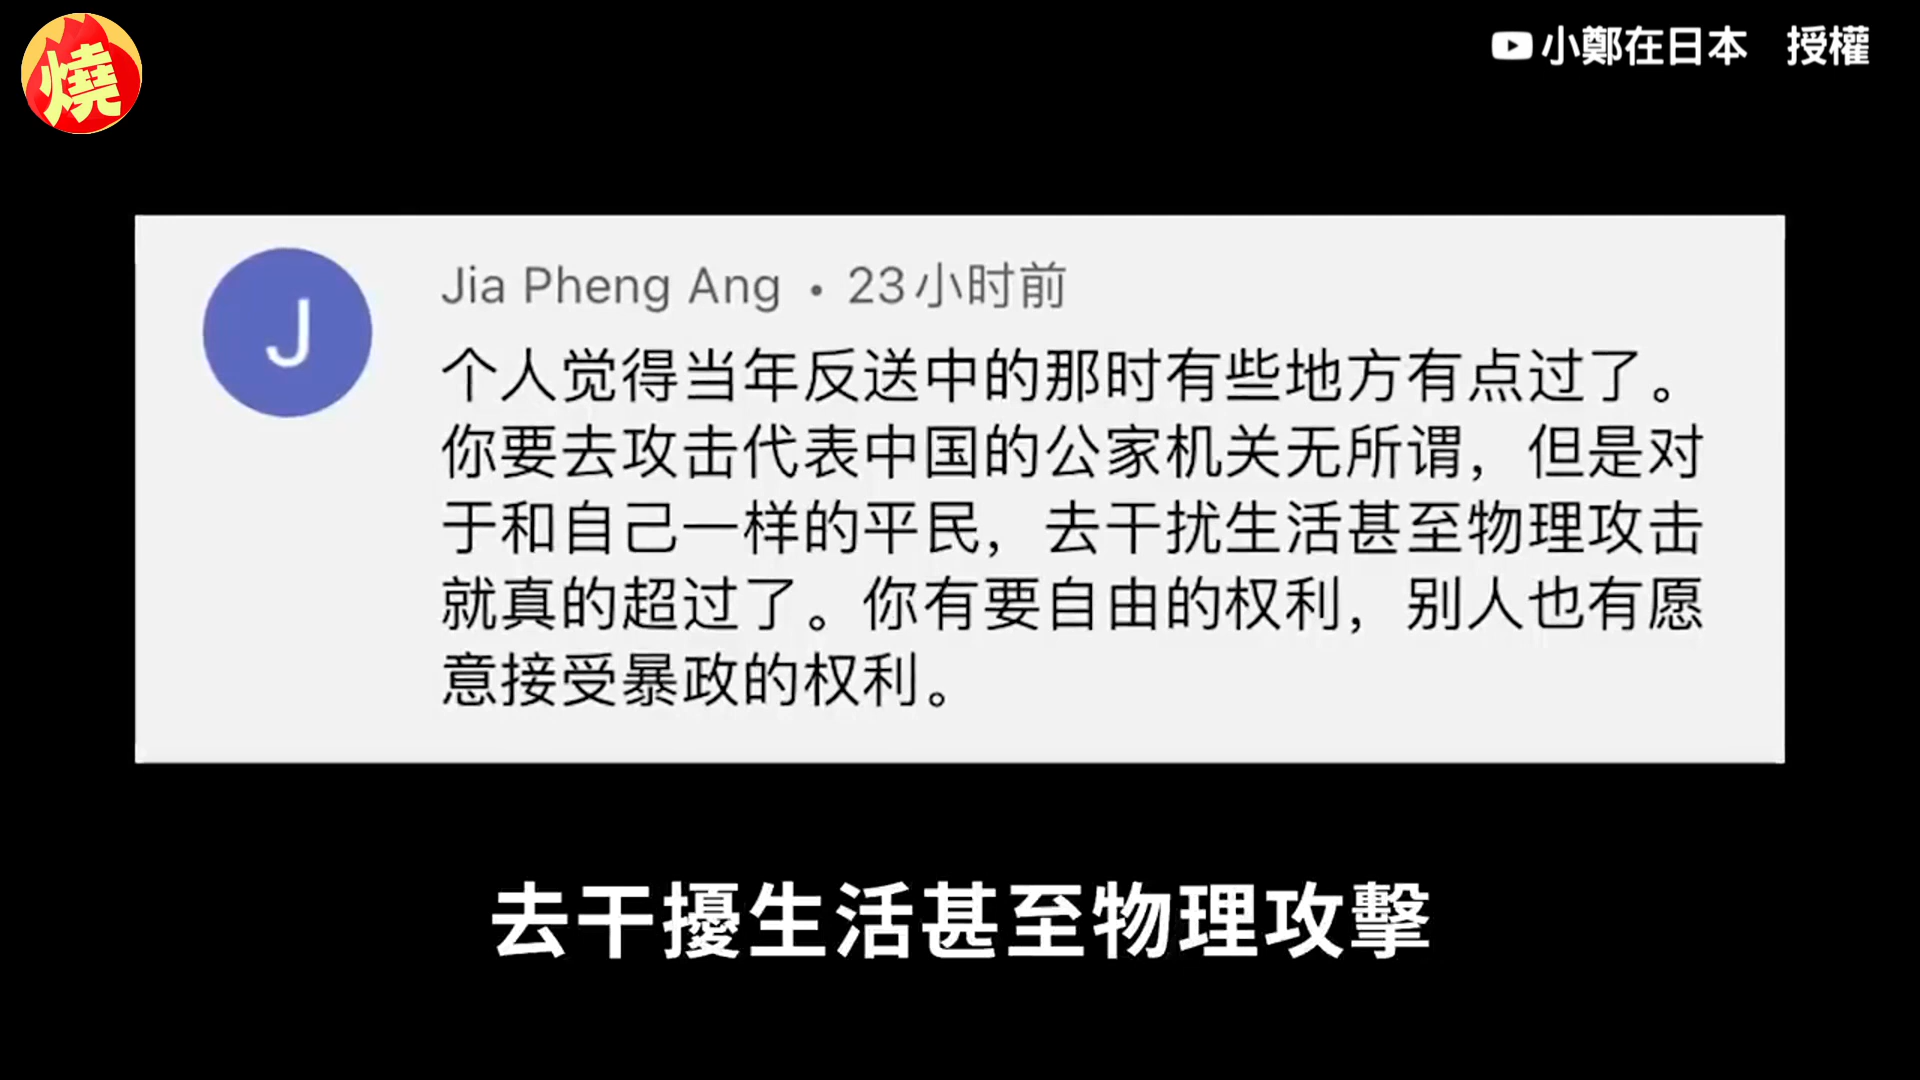 燒
小鄭在日本 授權
J
Jia Pheng Ang • 23小时前
个人觉得当年反送中的那时有些地方有点过了。
你要去攻击代表中国的公家机关无所谓，但是对
于和自己一样的平民，去干扰生活甚至物理攻击
就真的超过了。你有要自由的权利，别人也有愿
意接受暴政的权利。
去干擾生活甚至物理攻擊